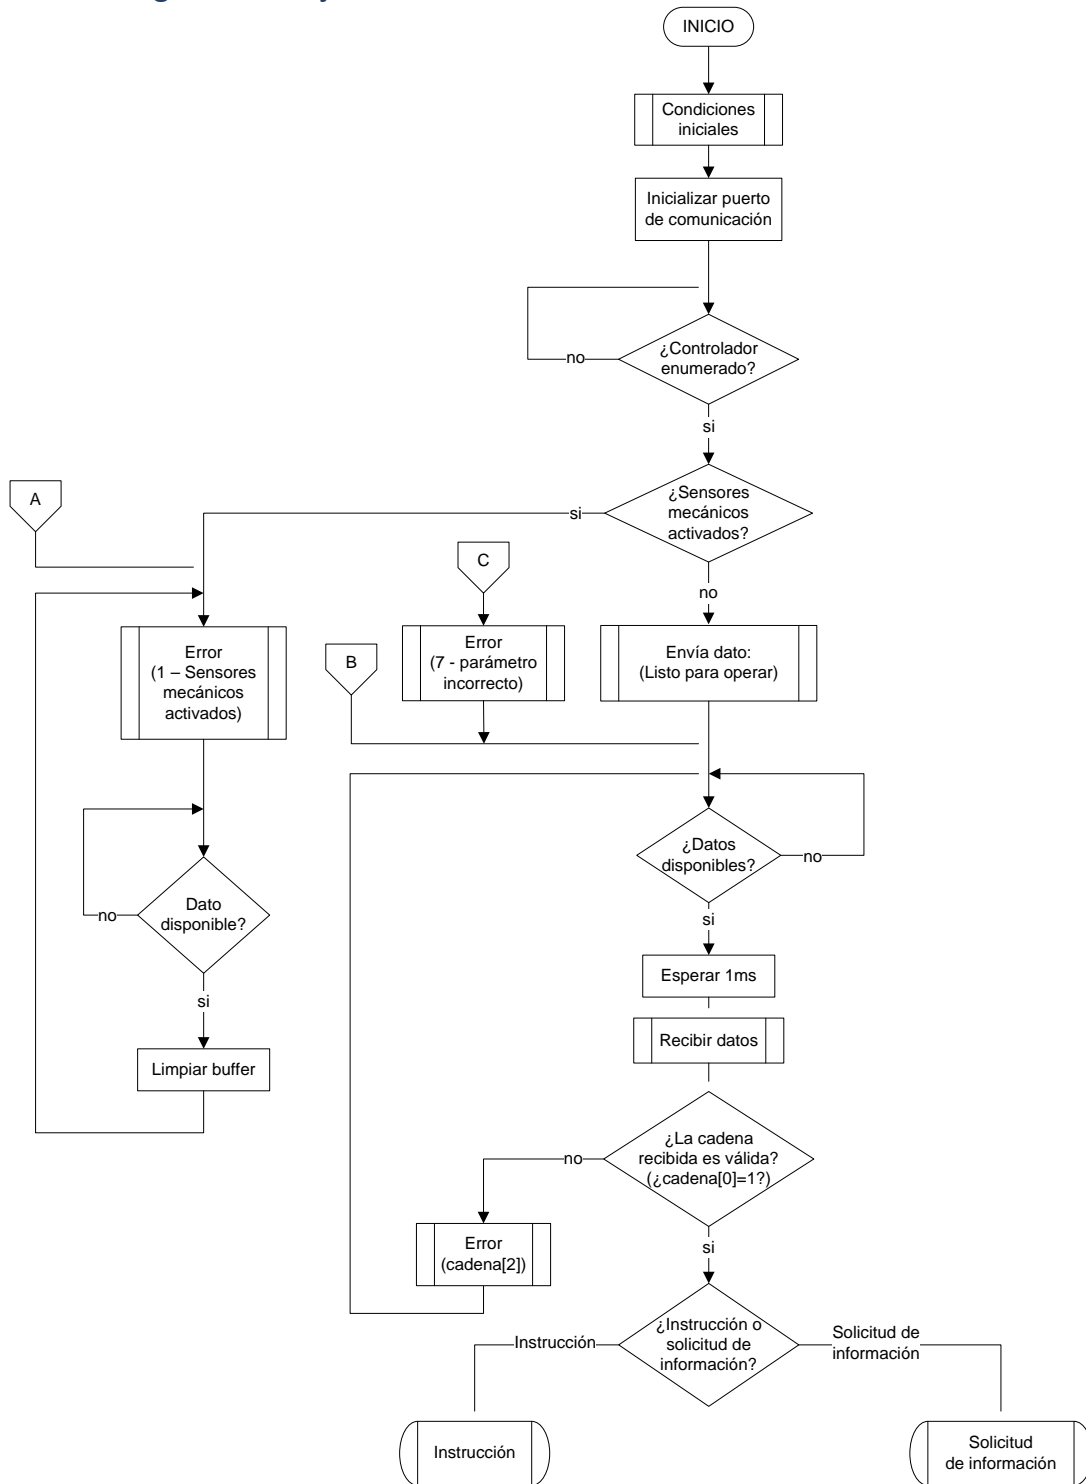 INICIO
Condiciones
iniciales
Inicializar puerto
de comunicación
¿Controlador
enumerado?
no
si
¿Sensores
mecánicos
activados?
si
no
A
C
B
Error
(1 – Sensores
mecánicos
activados)
Error
(7 - parámetro
incorrecto)
Envía dato:
(Listo para operar)
¿Datos
disponibles?
no
si
Dato
disponible?
no
si
Limpiar buffer
Esperar 1ms
Recibir datos
¿La cadena
recibida es válida?
(¿cadena[0]=1?)
no
si
Error
(cadena[2])
¿Instrucción o
solicitud de
información?
Instrucción
Solicitud de
información
Instrucción
Solicitud
de información